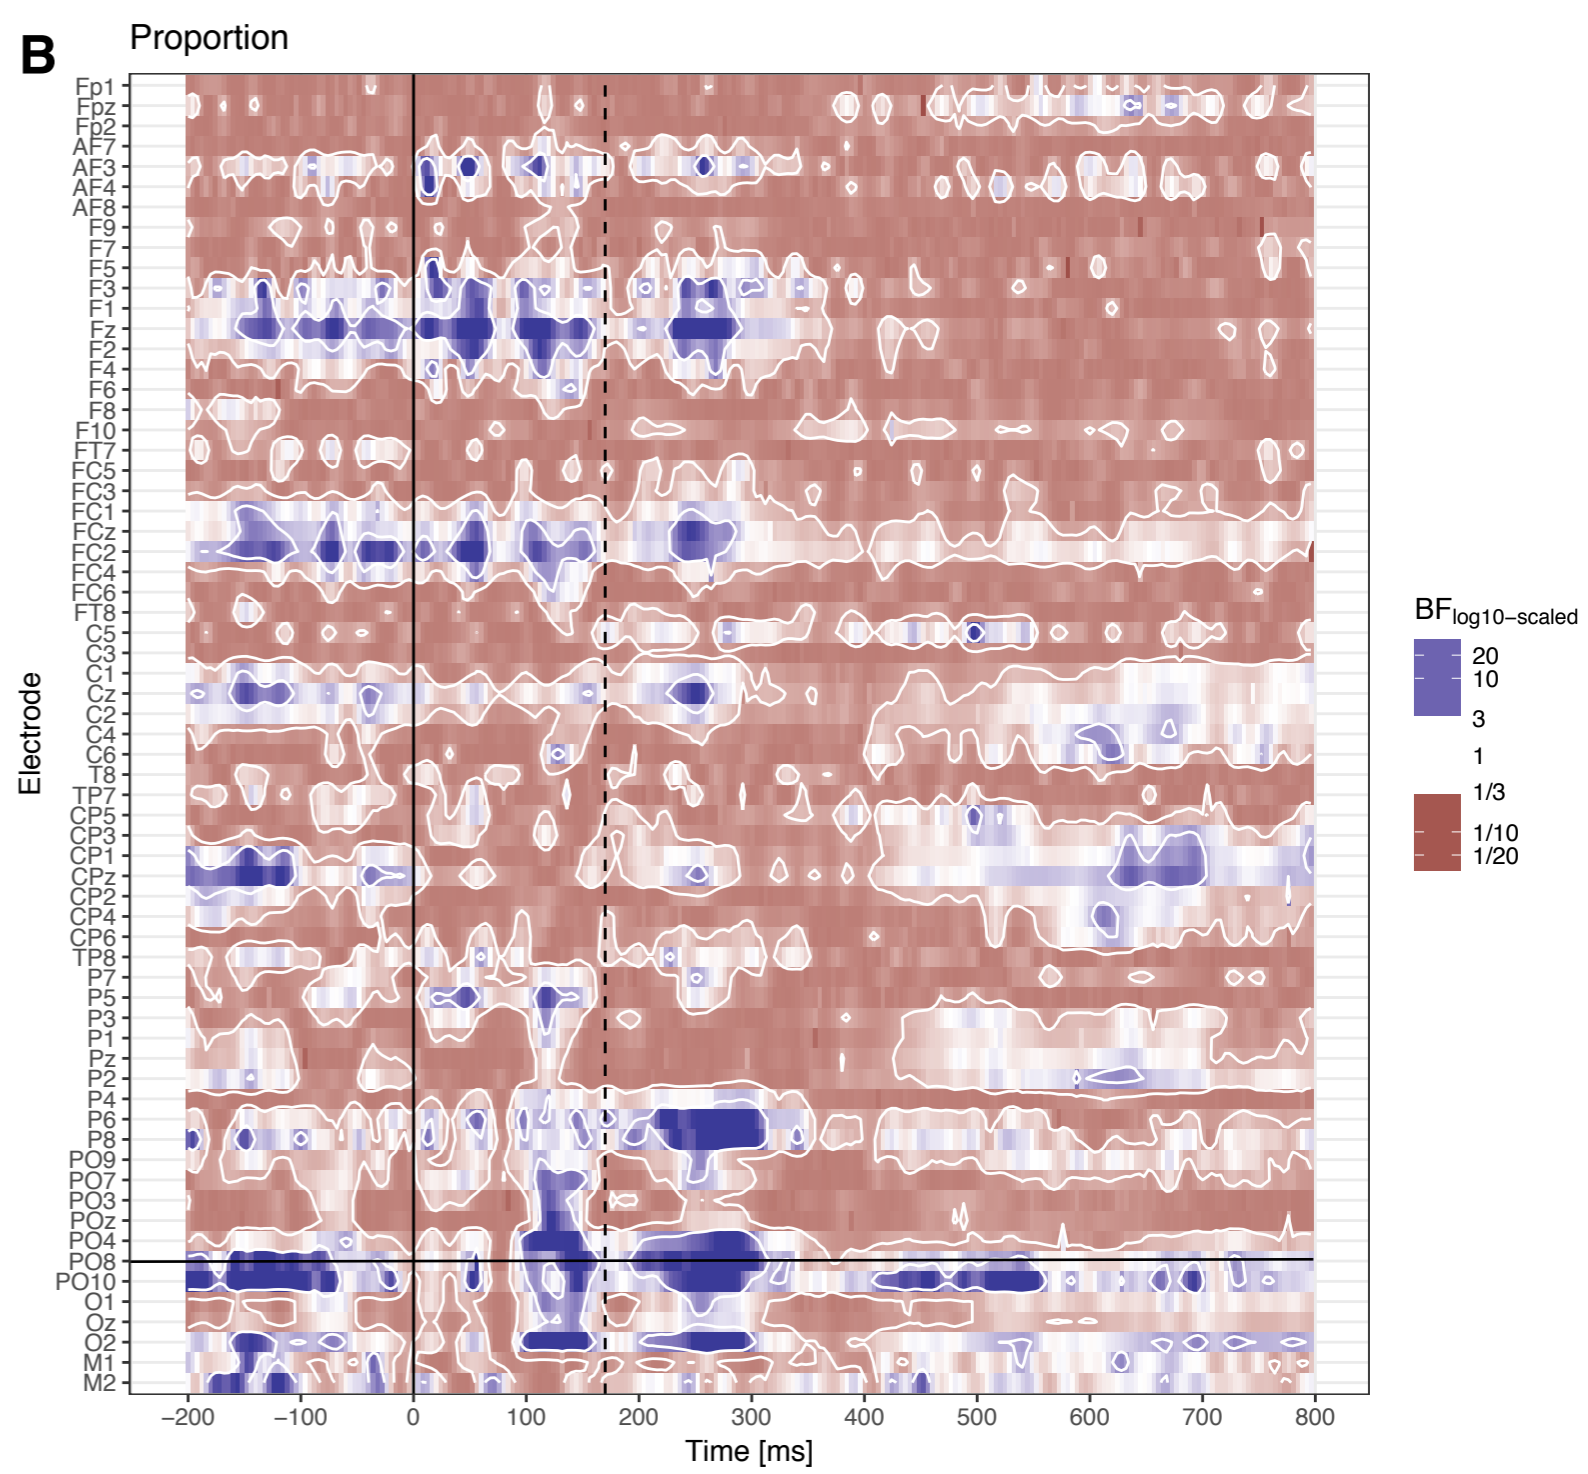 B
Proportion
Electrode
Fp1
Fpz
Fp2
AF7
AF3
AF4
AF8
F9
F7
F5
F3
F1
Fz
F2
F4
F6
F8
F10
FT7
FC5
FC3
FC1
FCz
FC2
FC4
FC6
FT8
C5
C3
C1
Cz
C2
C4
C6
T8
TP7
CP5
CP3
CP1
CPz
CP2
CP4
CP6
TP8
P7
P5
P3
P1
Pz
P2
P4
P6
P8
PO9
PO7
PO3
POz
PO4
PO8
PO10
O1
Oz
O2
M1
M2
−200 −100 0 100 200 300 400 500 600 700 800
Time [ms]
BFlog10−scaled
20
10
3
1
1/3
1/10
1/20